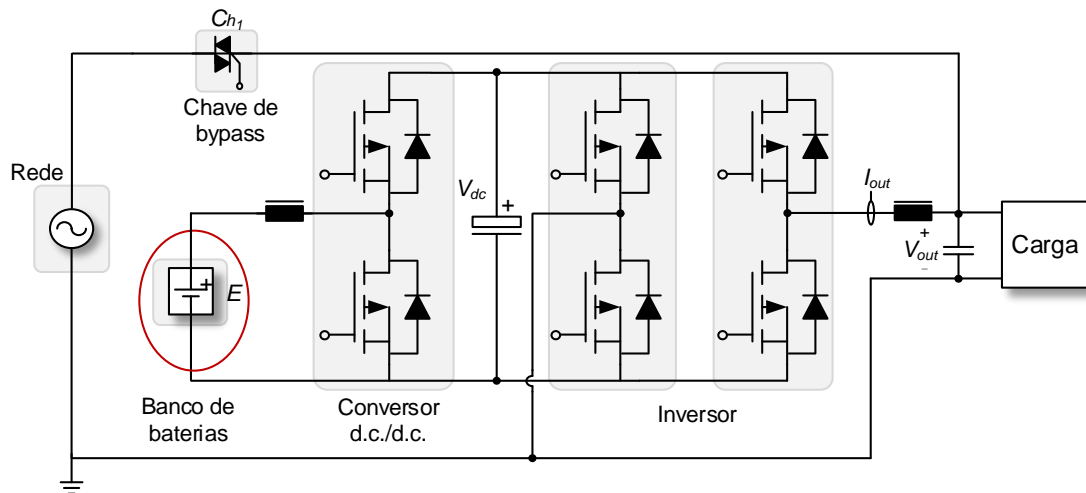 Ch1
Chave de
bypass
Rede
Vdc
+
Iout
+
Vout
-
Carga
+
E
Banco de
baterias
Conversor
d.c./d.c.
Inversor